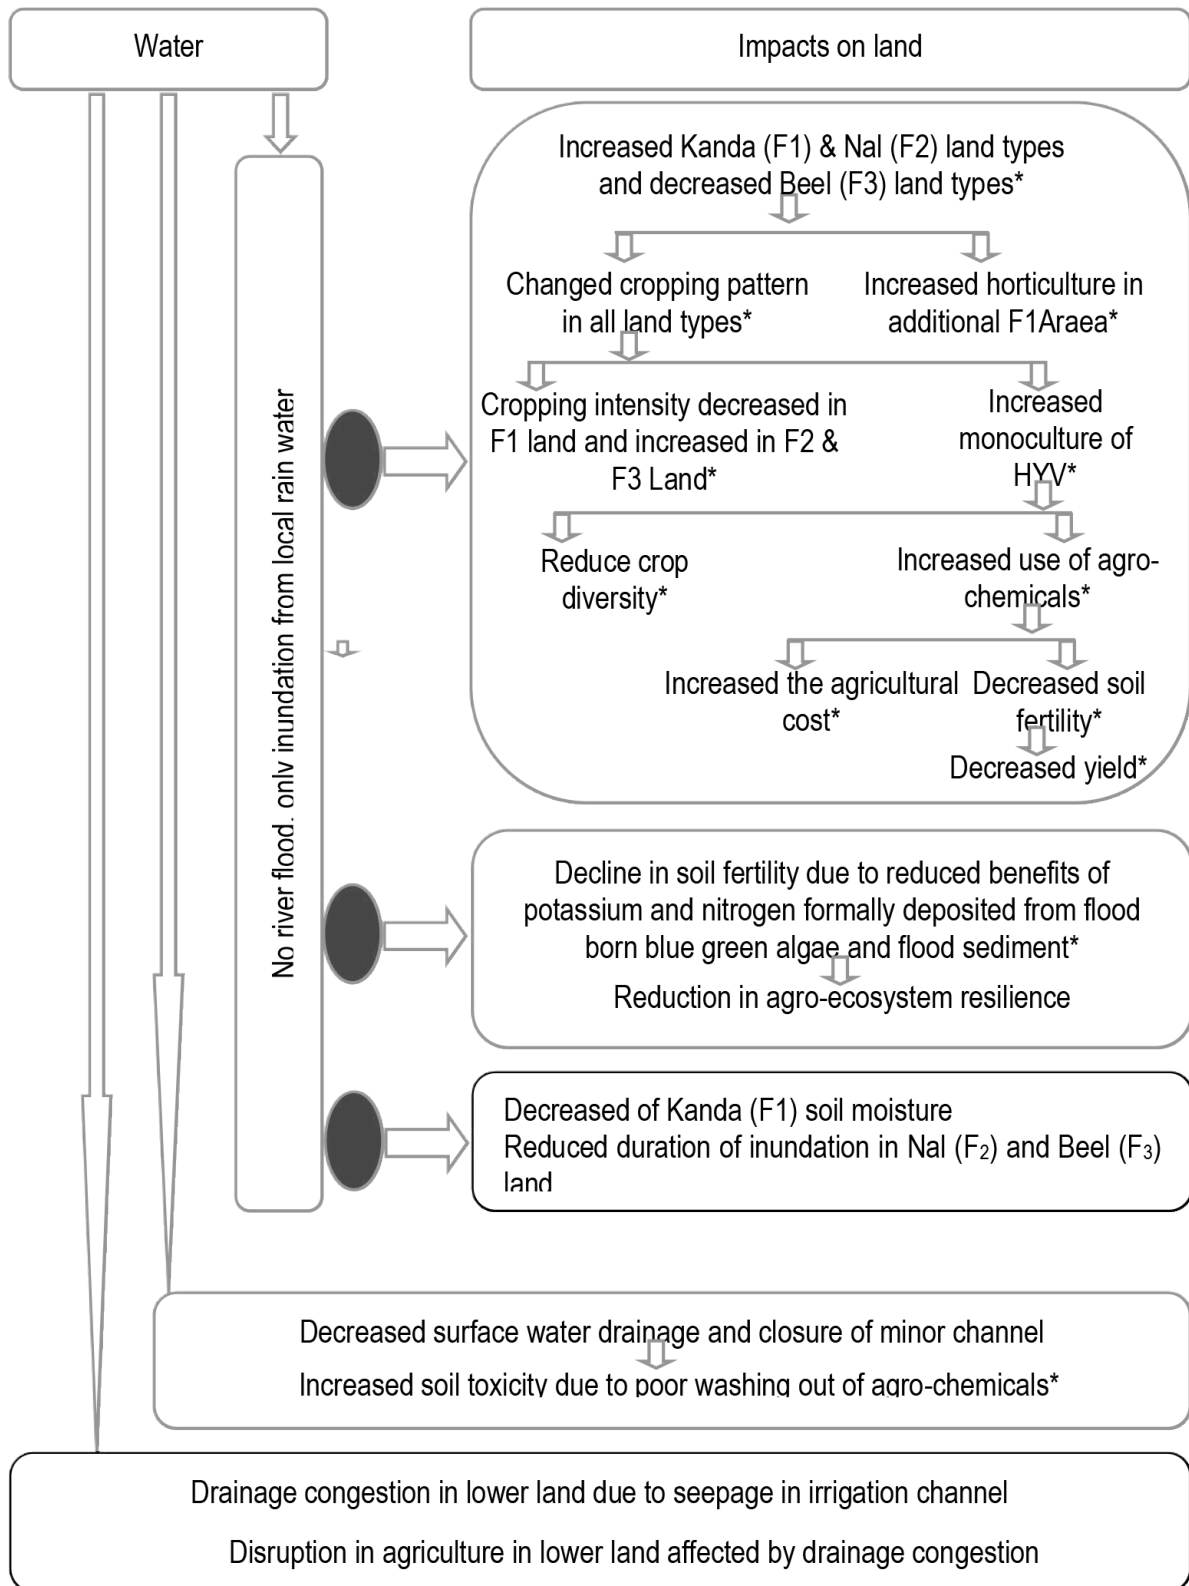 Water
Impacts on land
Increased Kanda (F1) & Nal (F2) land types
and decreased Beel (F3) land types*
Changed cropping pattern
in all land types*
Increased horticulture in
additional F1Araea*
Cropping intensity decreased in
F1 land and increased in F2 &
F3 Land*
Increased
monoculture of
HYV*
Reduce crop
diversity*
Increased use of agro-
chemicals*
Increased the agricultural
cost*
Decreased soil
fertility*
Decreased yield*
No river flood, only inundation from local rain water
Decline in soil fertility due to reduced benefits of
potassium and nitrogen formally deposited from flood
born blue green algae and flood sediment*
Reduction in agro-ecosystem resilience
Decreased of Kanda (F1) soil moisture
Reduced duration of inundation in Nal (F₂) and Beel (F₃)
land
Decreased surface water drainage and closure of minor channel
Increased soil toxicity due to poor washing out of agro-chemicals*
Drainage congestion in lower land due to seepage in irrigation channel
Disruption in agriculture in lower land affected by drainage congestion